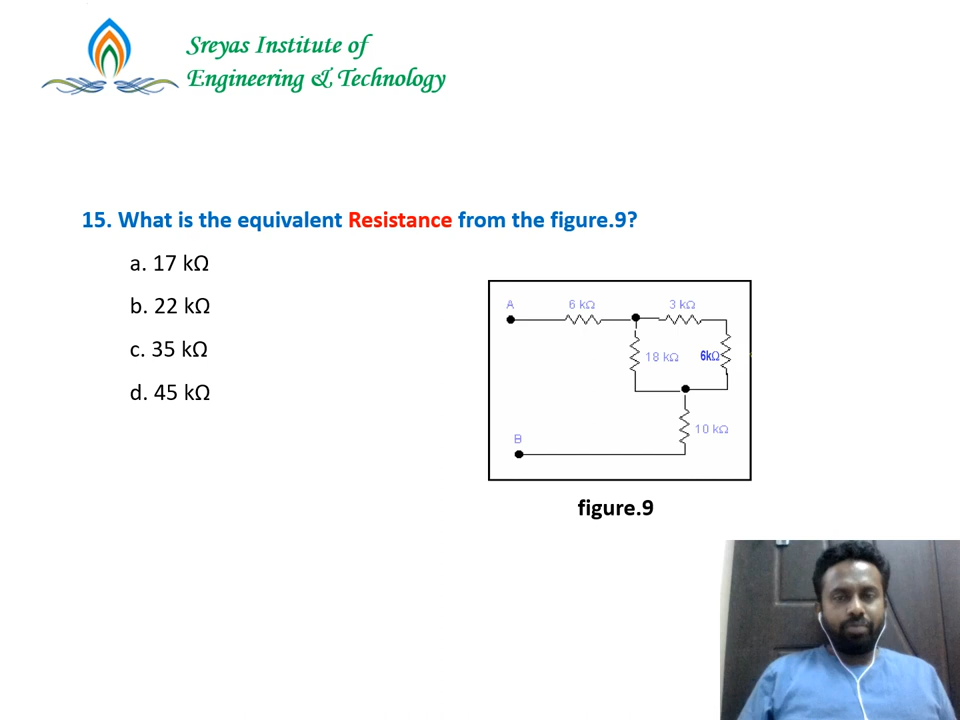 Sreyas Institute of
Engineering & Technology
15. What is the equivalent Resistance from the figure.9?
a. 17 kΩ
b. 22 kΩ
c. 35 kΩ
d. 45 kΩ
A 6 kΩ 3 kΩ
18 kΩ 6kΩ
10 kΩ
B
figure.9